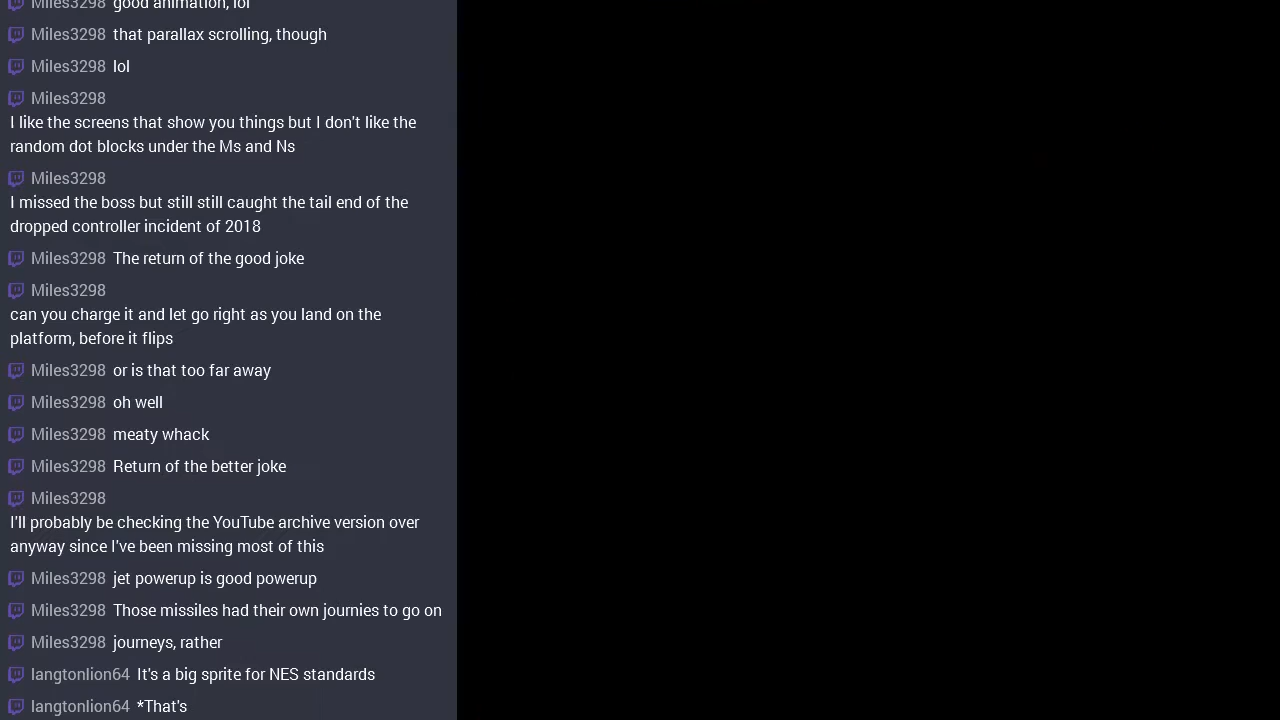 Miles3298 good animation, lol
Miles3298 that parallax scrolling, though
Miles3298 lol
Miles3298
I like the screens that show you things but I don't like the
random dot blocks under the Ms and Ns
Miles3298
I missed the boss but still still caught the tail end of the
dropped controller incident of 2018
Miles3298 The return of the good joke
Miles3298
can you charge it and let go right as you land on the
platform, before it flips
Miles3298 or is that too far away
Miles3298 oh well
Miles3298 meaty whack
Miles3298 Return of the better joke
Miles3298
I'll probably be checking the YouTube archive version over
anyway since I've been missing most of this
Miles3298 jet powerup is good powerup
Miles3298 Those missiles had their own journies to go on
Miles3298 journeys, rather
langtonlion64 It's a big sprite for NES standards
langtonlion64 *That's